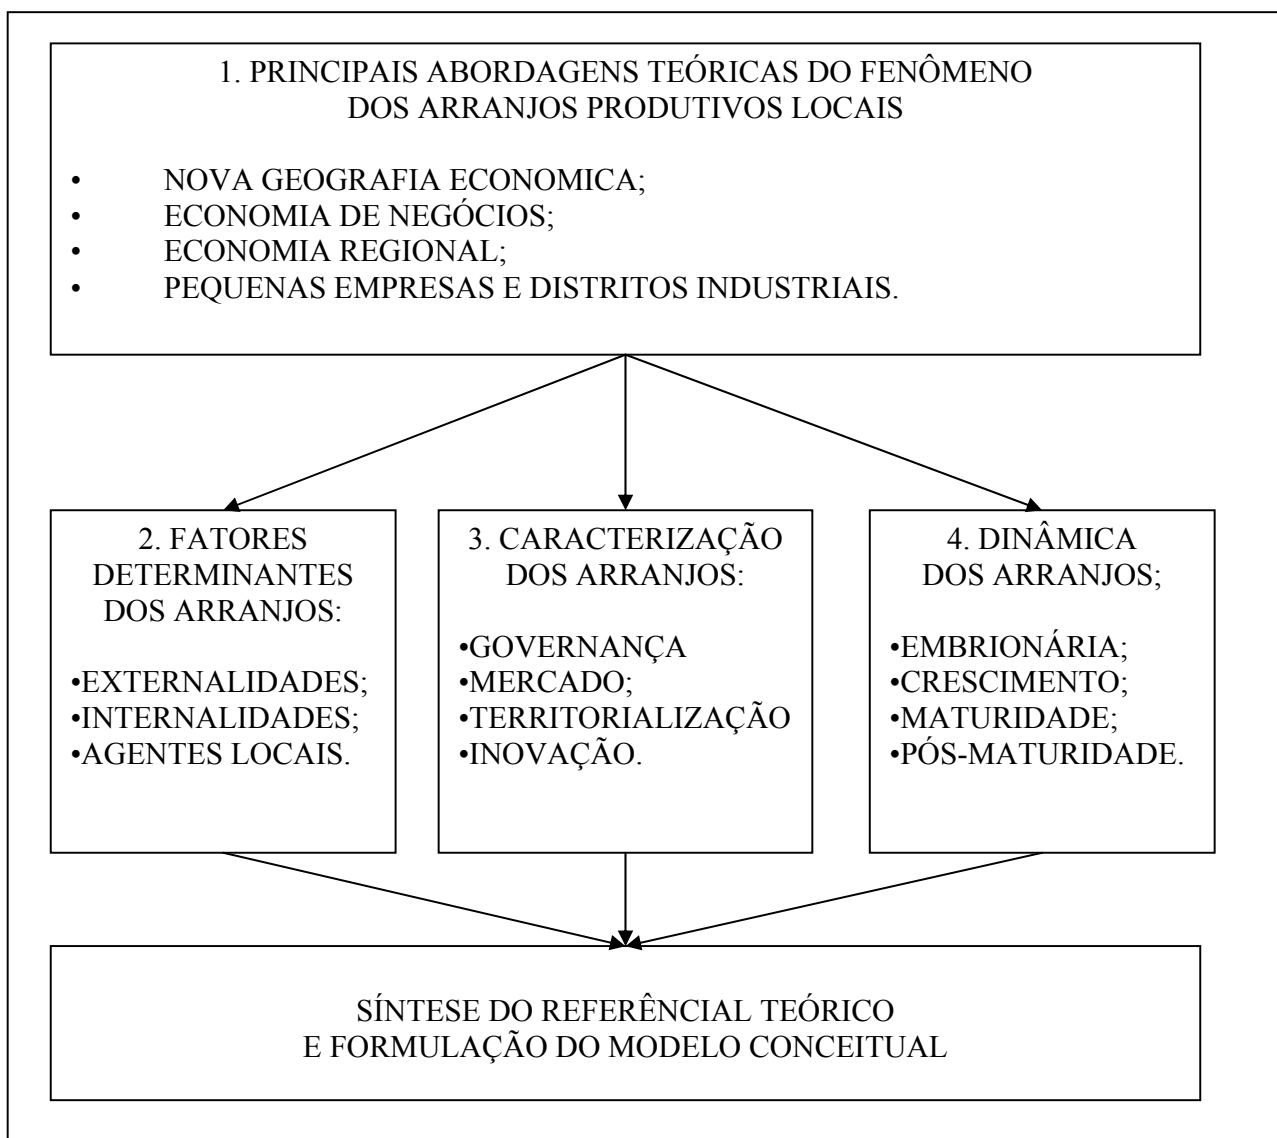 1. PRINCIPAIS ABORDAGENS TEÓRICAS DO FENÔMENO
DOS ARRANJOS PRODUTIVOS LOCAIS
• NOVA GEOGRAFIA ECONOMICA;
• ECONOMIA DE NEGÓCIOS;
• ECONOMIA REGIONAL;
• PEQUENAS EMPRESAS E DISTRITOS INDUSTRIAIS.
2. FATORES
DETERMINANTES
DOS ARRANJOS:
•EXTERNALIDADES;
•INTERNALIDADES;
•AGENTES LOCAIS.
3. CARACTERIZAÇÃO
DOS ARRANJOS:
•GOVERNANÇA
•MERCADO;
•TERRITORIALIZAÇÃO
•INOVAÇÃO.
4. DINÂMICA
DOS ARRANJOS;
•EMBRIONÁRIA;
•CRESCIMENTO;
•MATURIDADE;
•PÓS-MATURIDADE.
SÍNTESE DO REFERÊNCIAL TEÓRICO
E FORMULAÇÃO DO MODELO CONCEITUAL